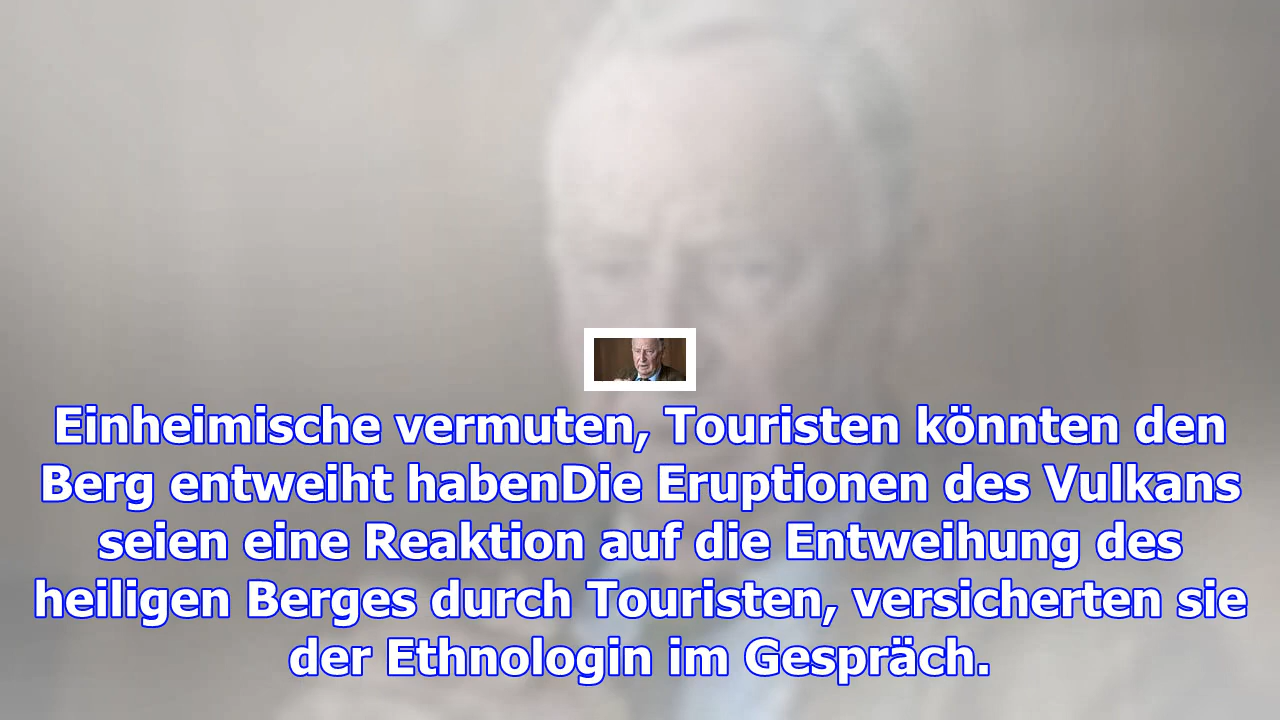 Einheimische vermuten, Touristen könnten den
Berg entweiht habenDie Eruptionen des Vulkans
seien eine Reaktion auf die Entweihung des
heiligen Berges durch Touristen, versicherten sie
der Ethnologin im Gespräch.